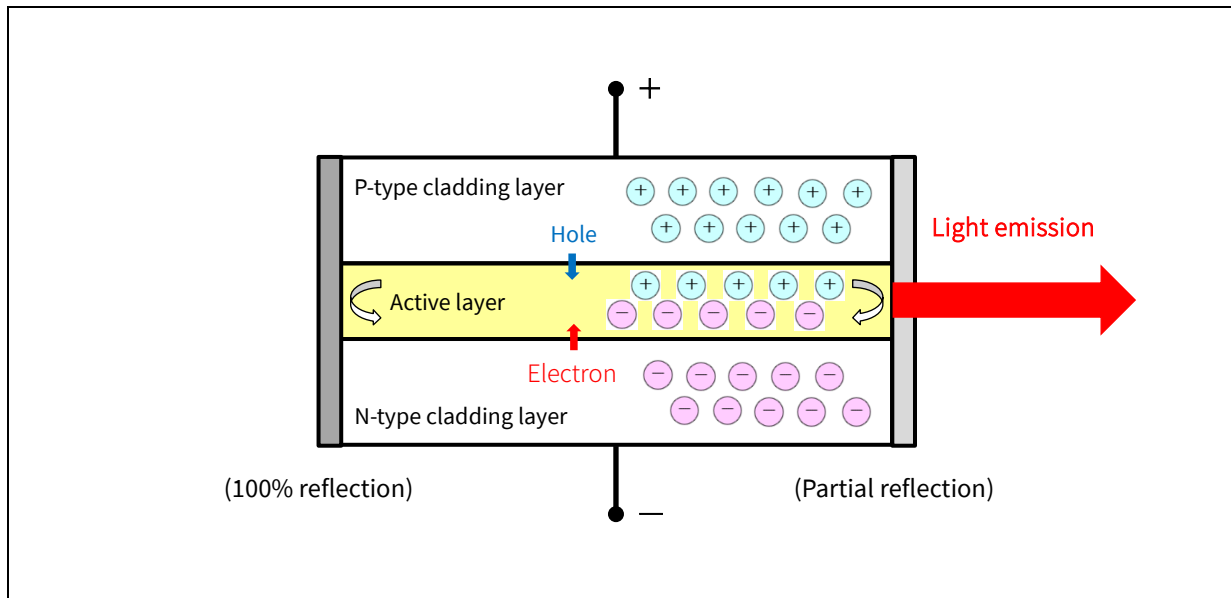 +
P-type cladding layer
+ + + + + +
+ + + + +
Hole
Light emission
+ + + + +
Active layer
− − − − −
Electron
− − − − −
N-type cladding layer
− − − − −
(100% reflection)
(Partial reflection)
—